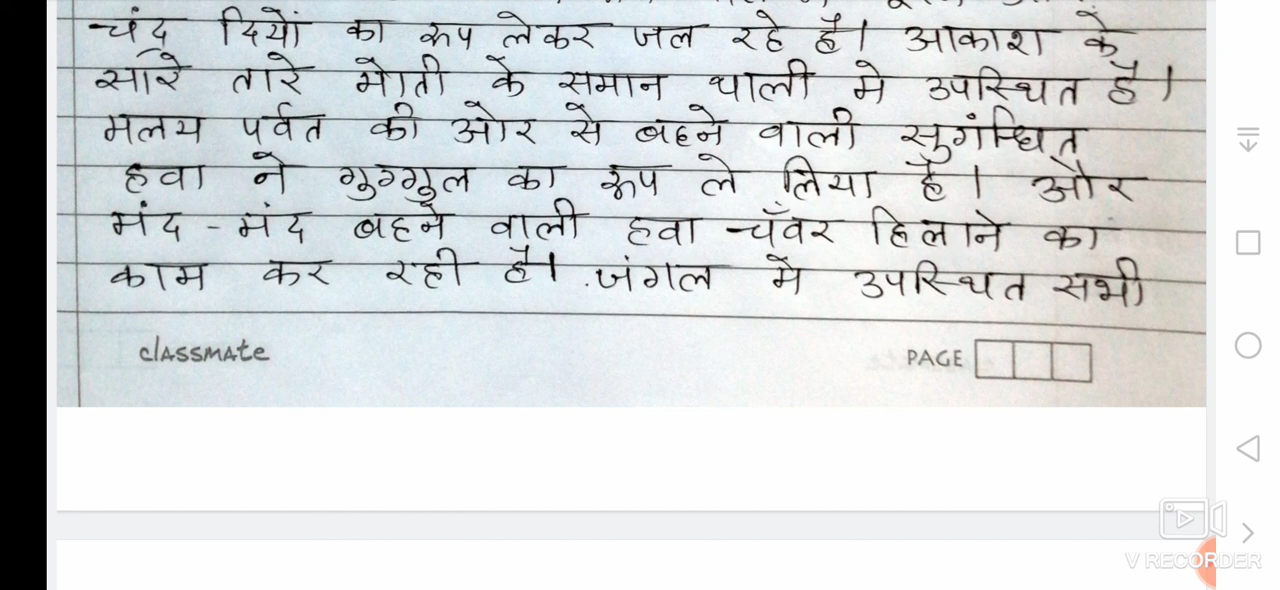 चंद्र दियों का रूप लेकर जल रहे है। आकाश के
सारे तारे मोती के समान थाली मे उपस्थित है।
मलय पर्वत की ओर से बहने वाली सुगंन्धित
हवा ने गुग्गुल का रूप ले लिया है। और
मंद - मंद बहने वाली हवा चँवर हिलाने का
काम कर रही है। जंगल मे उपस्थित सभी
classmate
PAGE
V RECORDER